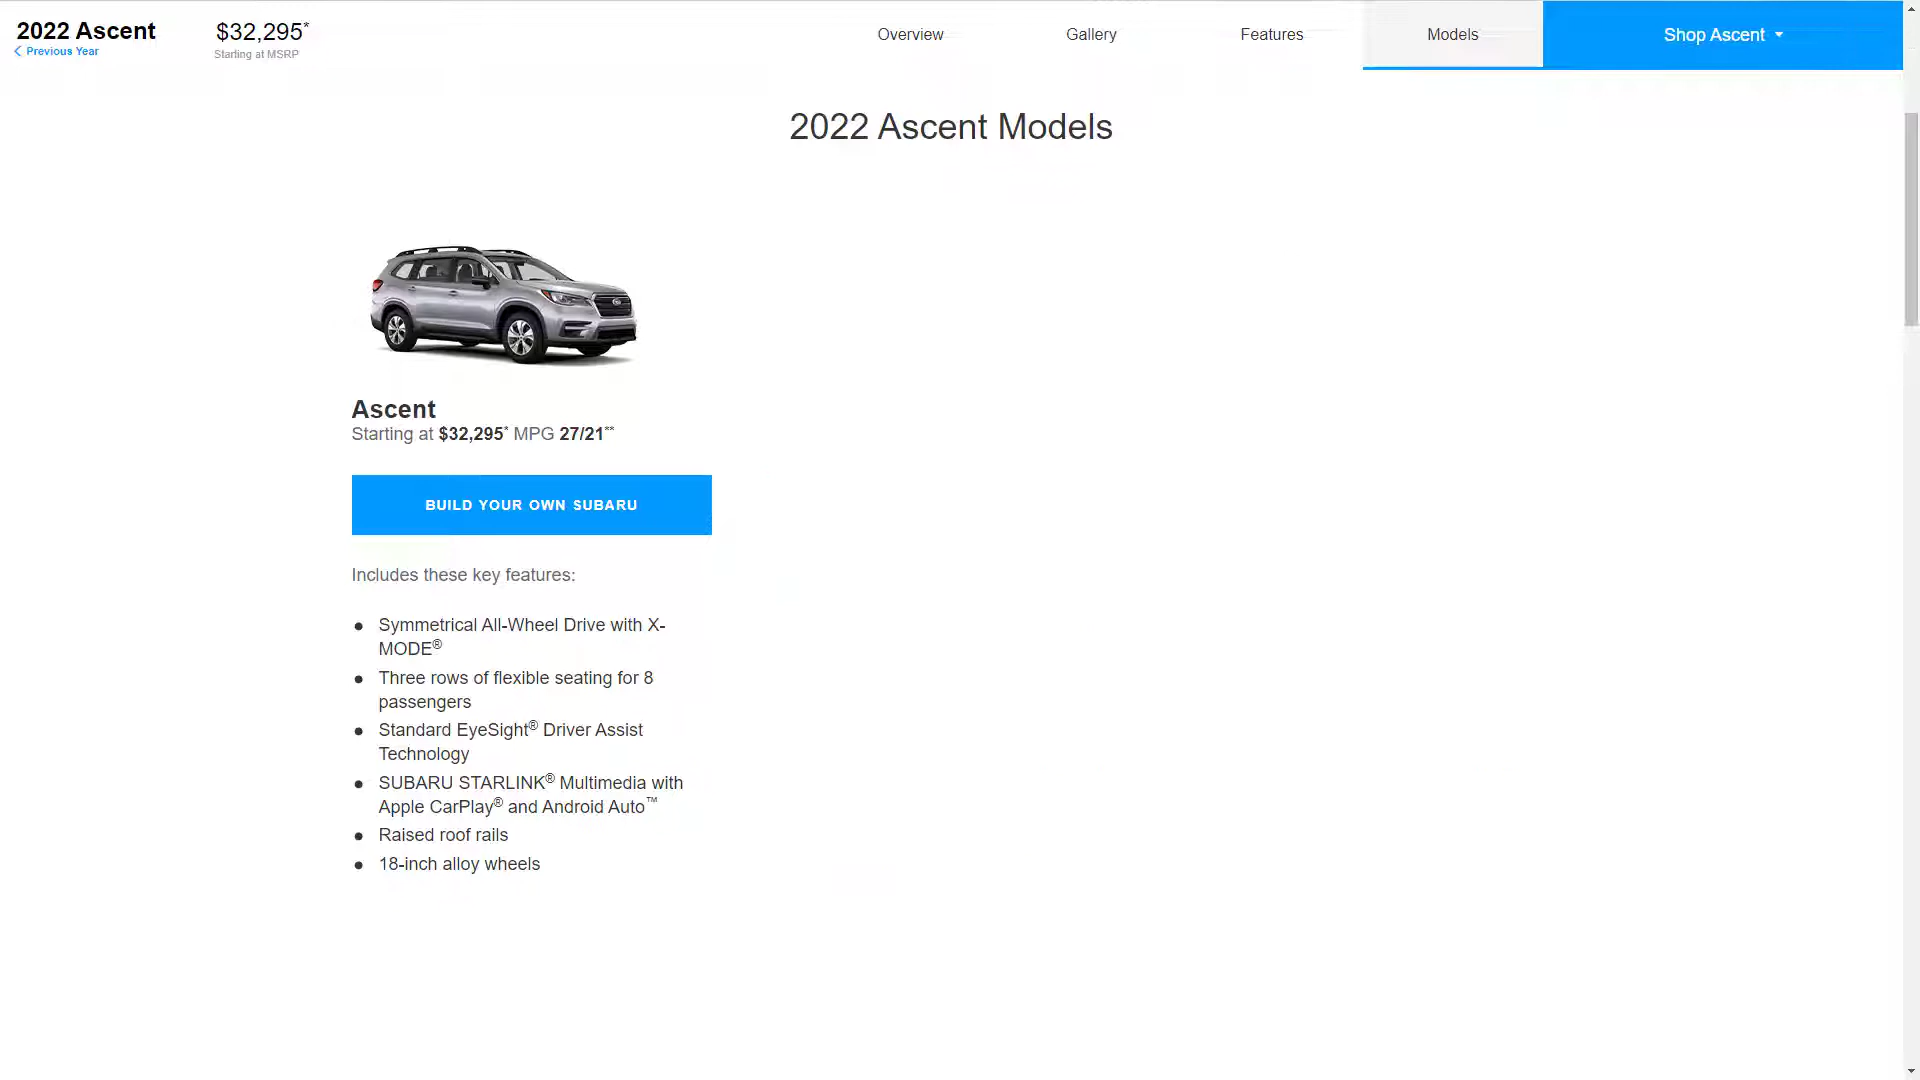 2022 Ascent
Previous Year
$32,295*
Starting at MSRP
Overview
Gallery
Features
Models
Shop Ascent
2022 Ascent Models
Ascent
Starting at $32,295* MPG 27/21**
BUILD YOUR OWN SUBARU
Includes these key features:
● Symmetrical All-Wheel Drive with X-
MODE®
● Three rows of flexible seating for 8
passengers
● Standard EyeSight® Driver Assist
Technology
● SUBARU STARLINK® Multimedia with
Apple CarPlay® and Android Auto™
● Raised roof rails
● 18-inch alloy wheels